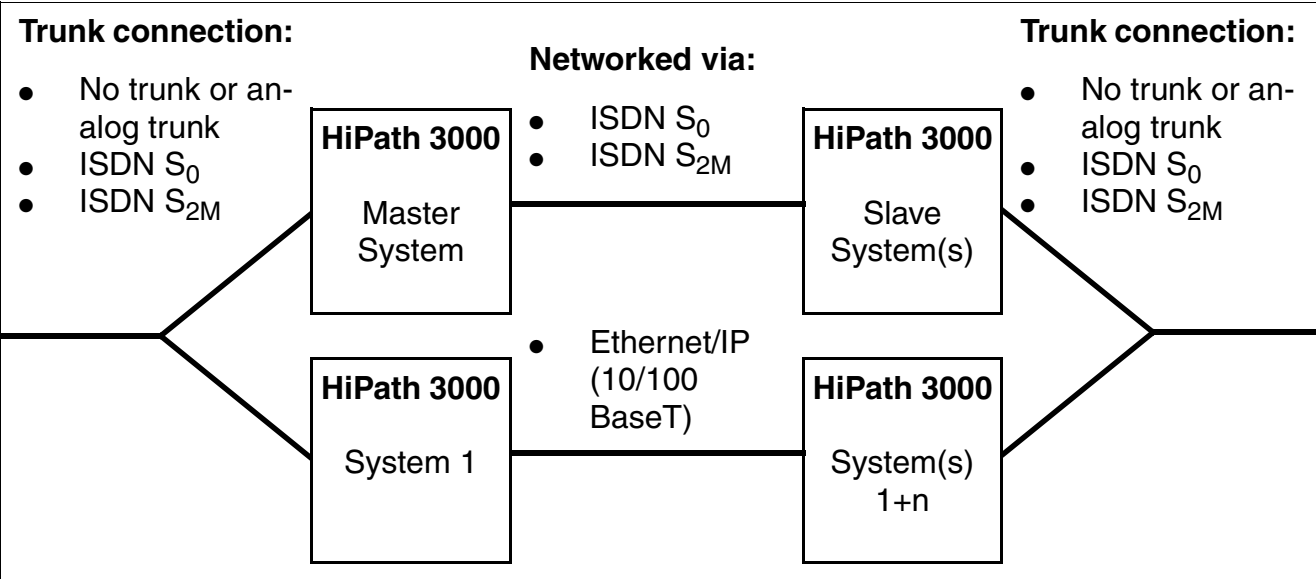 Trunk connection:
● No trunk or an-
alog trunk
● ISDN S0
● ISDN S2M
Networked via:
● ISDN S0
● ISDN S2M
Trunk connection:
● No trunk or an-
alog trunk
● ISDN S0
● ISDN S2M
HiPath 3000
Master
System
HiPath 3000
Slave
System(s)
● Ethernet/IP
(10/100
BaseT)
HiPath 3000
System 1
HiPath 3000
System(s)
1+n